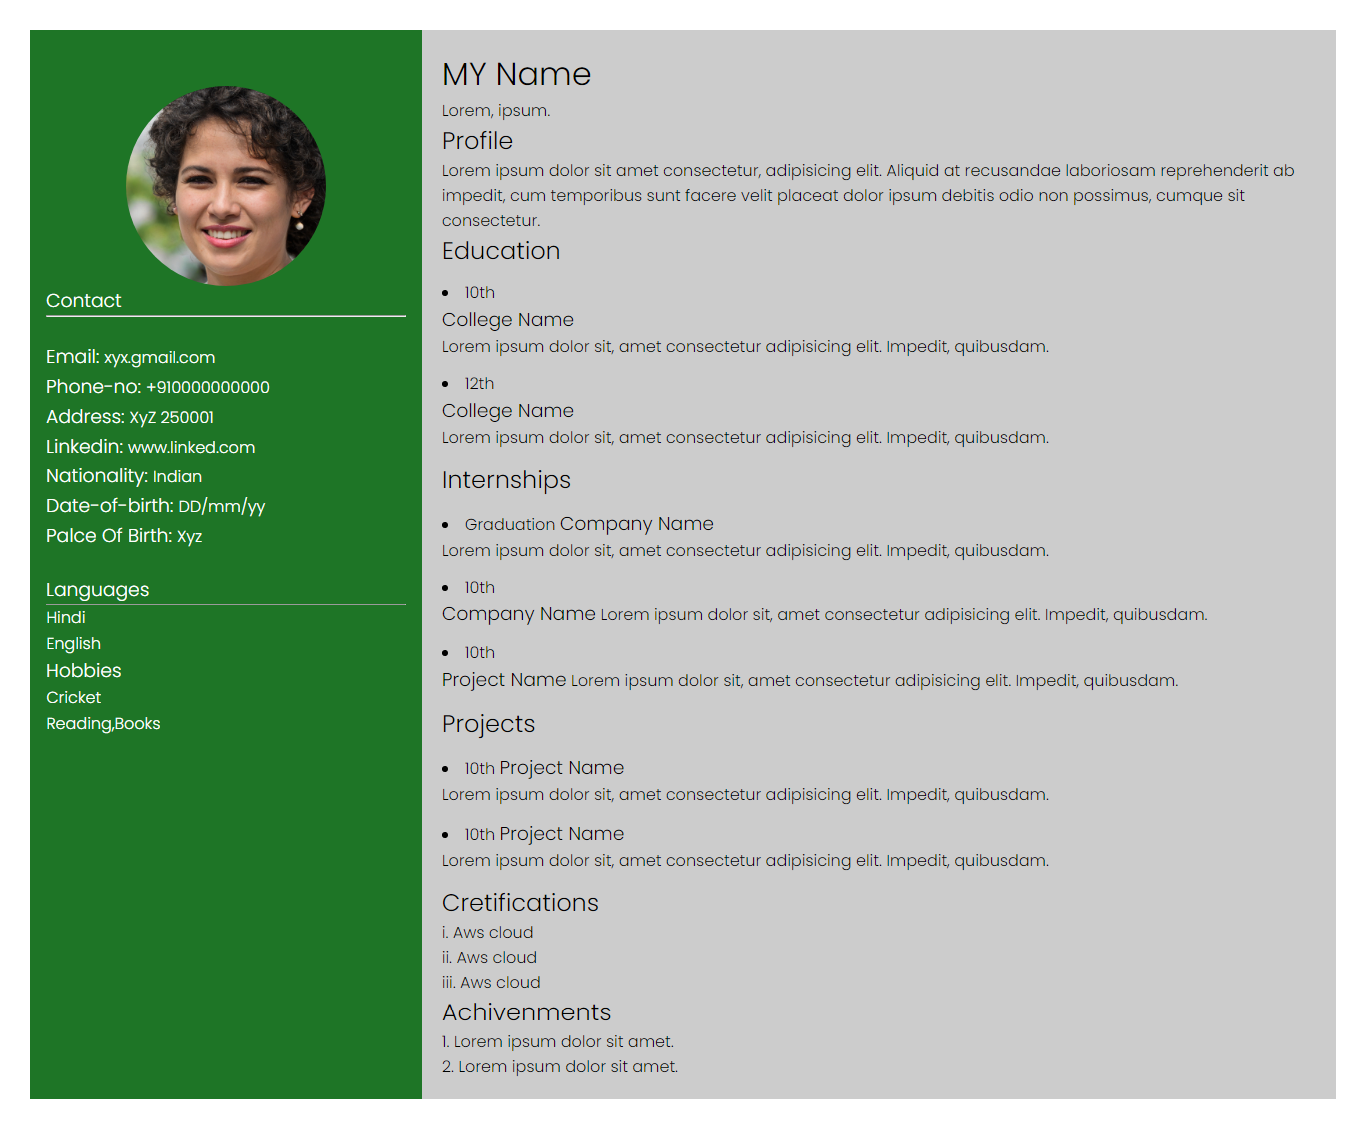 Contact
Email: xyx.gmail.com
Phone-no: +910000000000
Address: XyZ 250001
Linkedin: www.linked.com
Nationality: Indian
Date-of-birth: DD/mm/yy
Palce Of Birth: Xyz
Languages
Hindi
English
Hobbies
Cricket
Reading,Books
MY Name
Lorem, ipsum.
Profile
Lorem ipsum dolor sit amet consectetur, adipisicing elit. Aliquid at recusandae laboriosam reprehenderit ab
impedit, cum temporibus sunt facere velit placeat dolor ipsum debitis odio non possimus, cumque sit
consectetur.
Education
• 10th
College Name
Lorem ipsum dolor sit, amet consectetur adipisicing elit. Impedit, quibusdam.
• 12th
College Name
Lorem ipsum dolor sit, amet consectetur adipisicing elit. Impedit, quibusdam.
Internships
• Graduation Company Name
Lorem ipsum dolor sit, amet consectetur adipisicing elit. Impedit, quibusdam.
• 10th
Company Name Lorem ipsum dolor sit, amet consectetur adipisicing elit. Impedit, quibusdam.
• 10th
Project Name Lorem ipsum dolor sit, amet consectetur adipisicing elit. Impedit, quibusdam.
Projects
• 10th Project Name
Lorem ipsum dolor sit, amet consectetur adipisicing elit. Impedit, quibusdam.
• 10th Project Name
Lorem ipsum dolor sit, amet consectetur adipisicing elit. Impedit, quibusdam.
Cretifications
i. Aws cloud
ii. Aws cloud
iii. Aws cloud
Achivenments
1. Lorem ipsum dolor sit amet.
2. Lorem ipsum dolor sit amet.